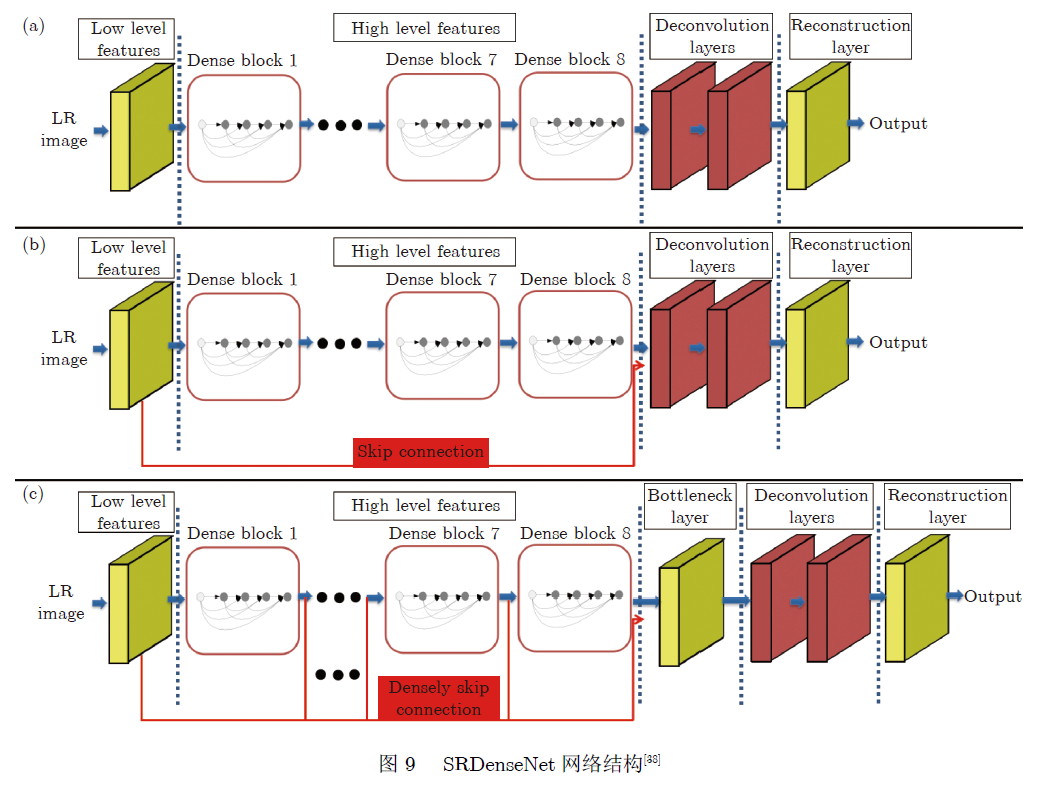 (a)
Low level
features
High level features
Deconvolution
layers
Reconstruction
layer
Dense block 1
Dense block 7
Dense block 8
LR
image
Output
(b)
Low level
features
High level features
Deconvolution
layers
Reconstruction
layer
Dense block 1
Dense block 7
Dense block 8
LR
image
Output
Skip connection
(c)
Low level
features
High level features
Bottleneck
layer
Deconvolution
layers
Reconstruction
layer
Dense block 1
Dense block 7
Dense block 8
LR
image
Output
Densely skip
connection
图 9 SRDenseNet 网络结构[38]